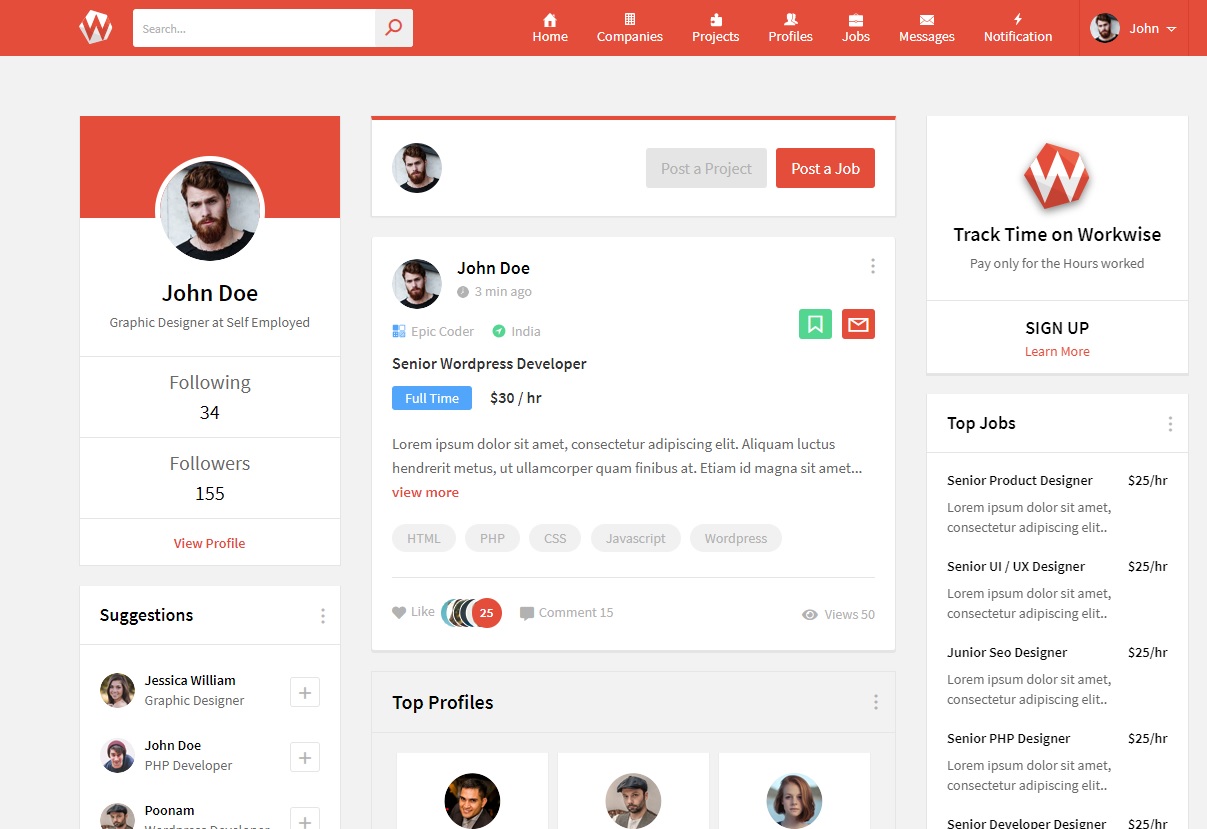 Search...
Home
Companies
Projects
Profiles
Jobs
Messages
Notification
John
John Doe
Graphic Designer at Self Employed
Following
34
Followers
155
View Profile
Suggestions
Jessica William
Graphic Designer
John Doe
PHP Developer
Poonam
Wordpress Developer
Post a Project
Post a Job
John Doe
3 min ago
Epic Coder
India
Senior Wordpress Developer
Full Time
$30 / hr
Lorem ipsum dolor sit amet, consectetur adipiscing elit. Aliquam luctus
hendrerit metus, ut ullamcorper quam finibus at. Etiam id magna sit amet...
view more
HTML
PHP
CSS
Javascript
Wordpress
Like
25
Comment 15
Views 50
Top Profiles
Track Time on Workwise
Pay only for the Hours worked
SIGN UP
Learn More
Top Jobs
Senior Product Designer
$25/hr
Lorem ipsum dolor sit amet,
consectetur adipiscing elit..
Senior UI / UX Designer
$25/hr
Lorem ipsum dolor sit amet,
consectetur adipiscing elit..
Junior Seo Designer
$25/hr
Lorem ipsum dolor sit amet,
consectetur adipiscing elit..
Senior PHP Designer
$25/hr
Lorem ipsum dolor sit amet,
consectetur adipiscing elit..
Senior Developer Designer
$25/hr